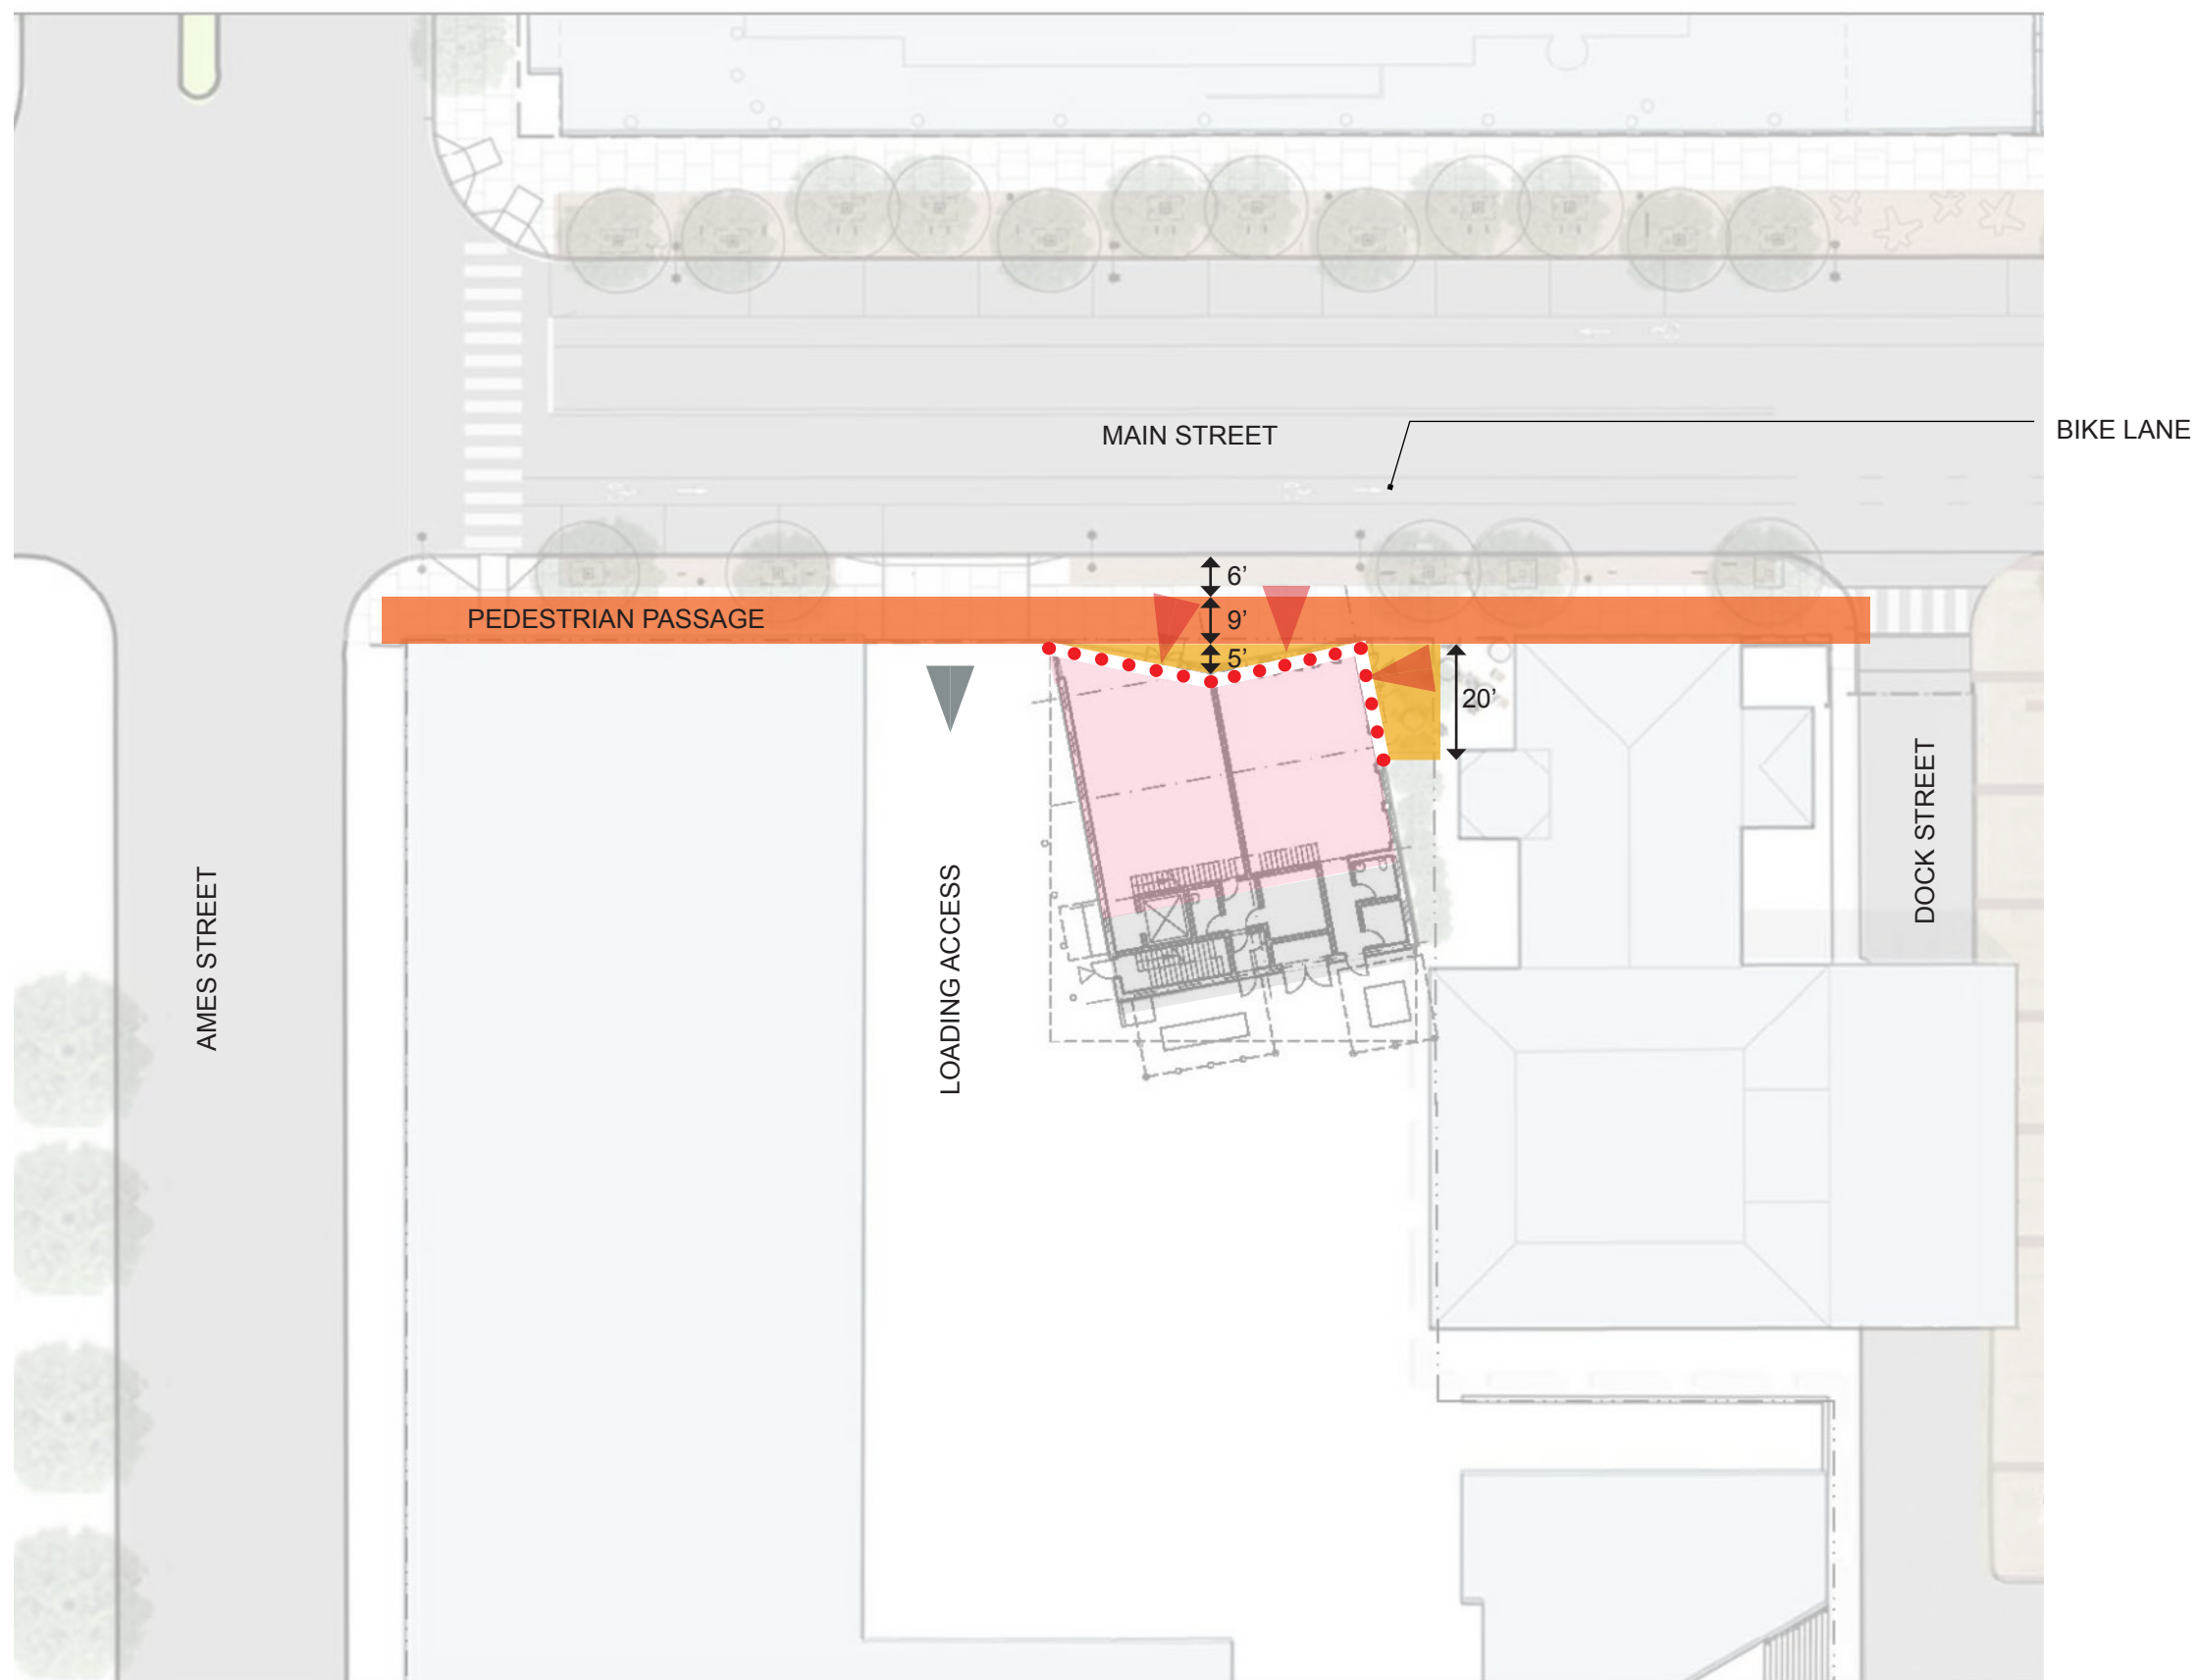 MAIN STREET
BIKE LANE
6’
9’
PEDESTRIAN PASSAGE
5’
20’
AMES STREET
LOADING ACCESS
DOCK STREET